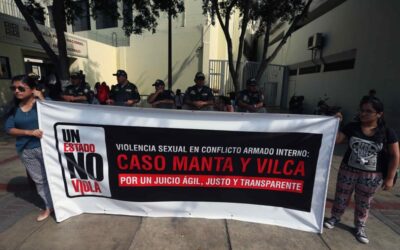 UN
ESTADO
NO
VIOLA
VIOLENCIA SEXUAL EN CONFLICTO ARMADO INTERNO:
CASO MANTA Y VILCA
POR UN JUICIO ÁGIL, JUSTO Y TRANSPARENTE